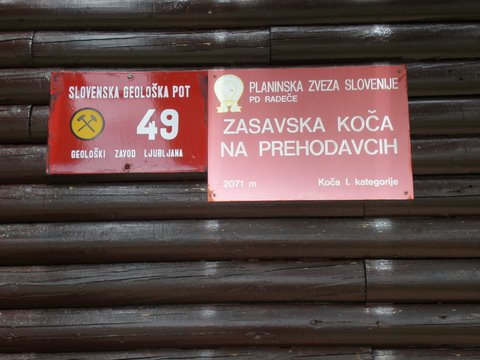 SLOVENSKA GEOLOŠKA POT
49
GEOLOŠKI ZAVOD LJUBLJANA
PLANINSKA ZVEZA SLOVENIJE
PD RADEČE
ZASAVSKA KOČA
NA PREHODAVCIH
2071 m Koča I. kategorije